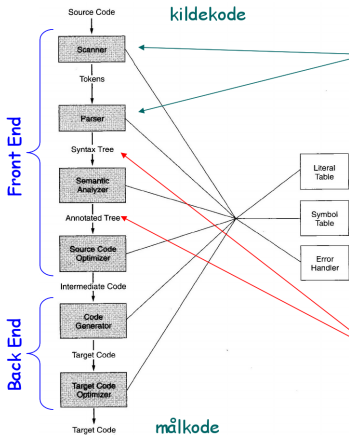 Source Code
kildekode
Scanner
Tokens
Parser
Syntax Tree
Semantic
Analyzer
Annotated Tree
Source Code
Optimizer
Intermediate Code
Code
Generator
Target Code
Target Code
Optimizer
Target Code
målkode
Front End
Back End
Literal
Table
Symbol
Table
Error
Handler